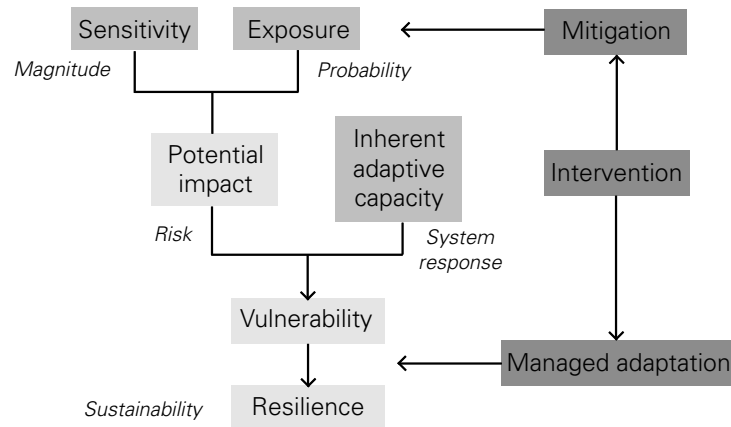 Sensitivity
Exposure
Mitigation
Magnitude
Probability
Potential
impact
Inherent
adaptive
capacity
Intervention
Risk
System
response
Vulnerability
Managed adaptation
Sustainability
Resilience